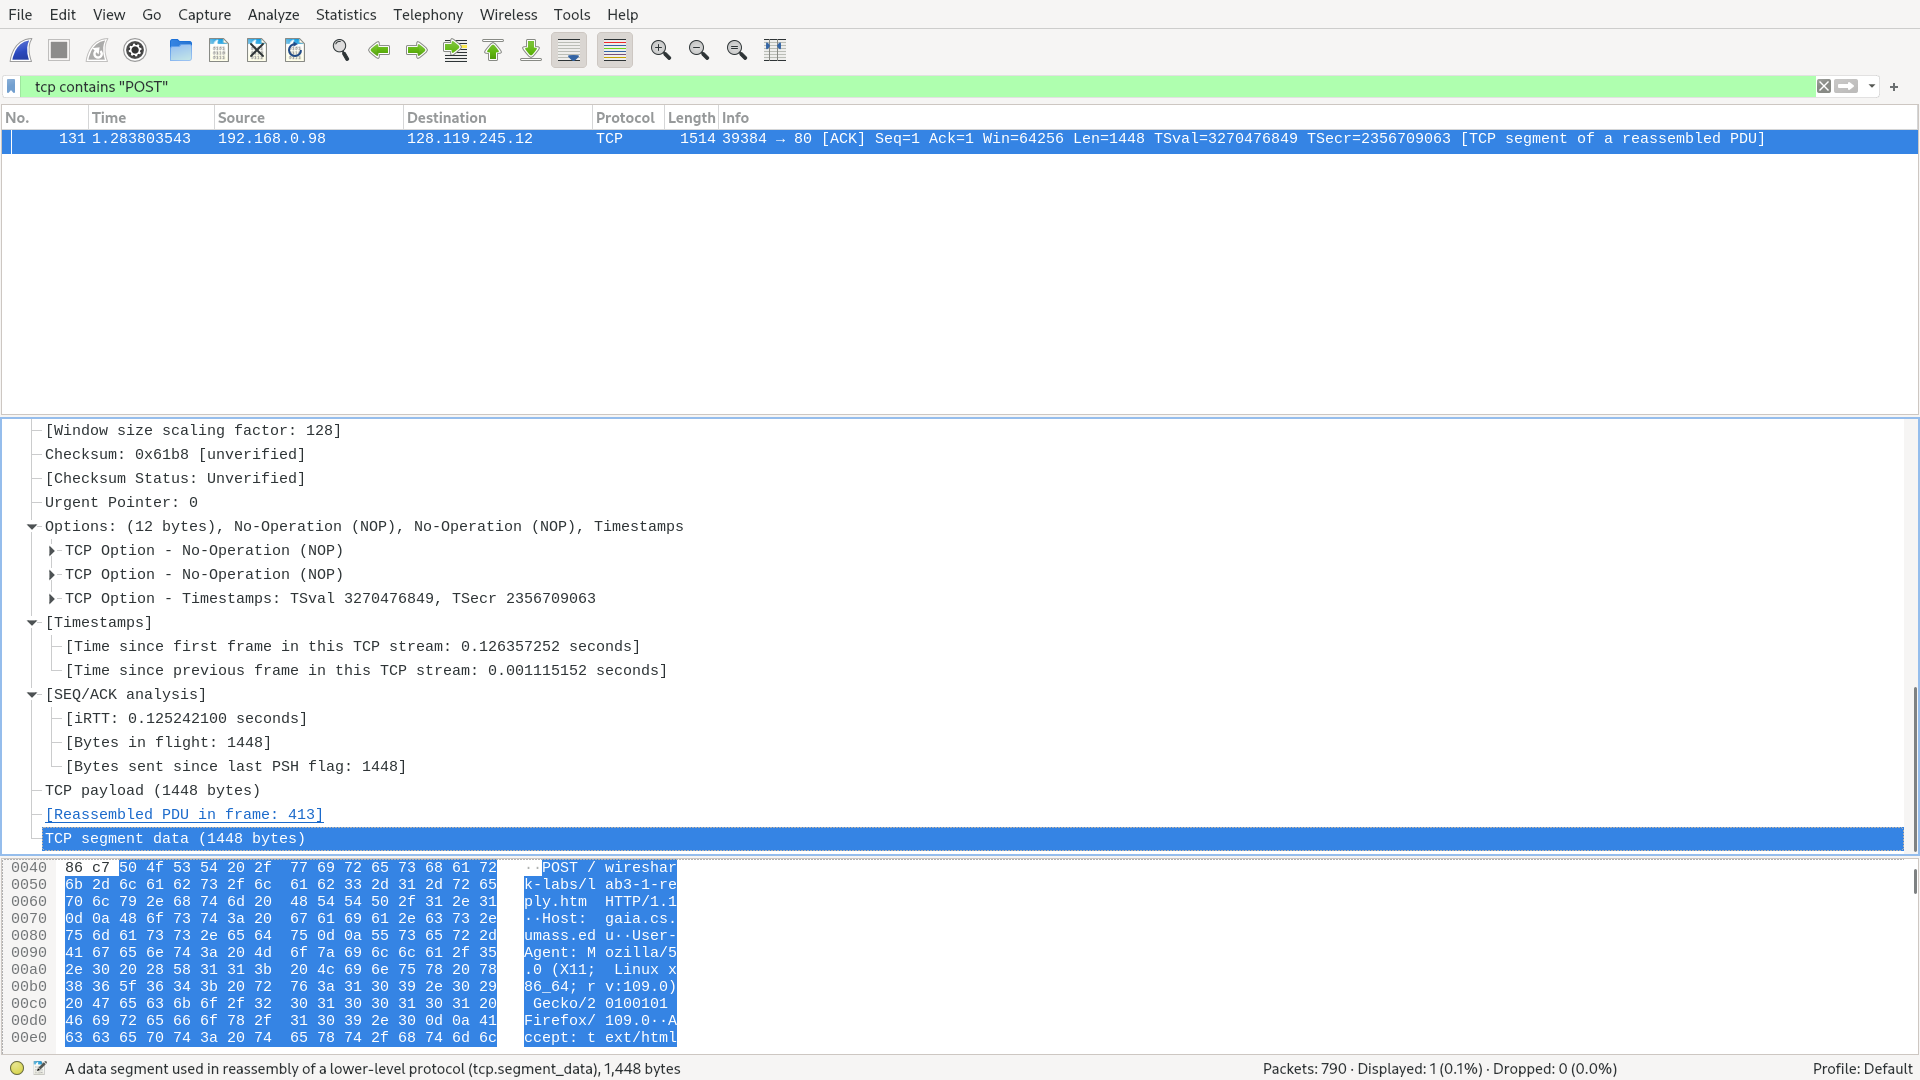 File Edit View Go Capture Analyze Statistics Telephony Wireless Tools Help
tcp contains "POST"
No. Time Source Destination Protocol Length Info
131 1.283803543 192.168.0.98 128.119.245.12 TCP 1514 39384 → 80 [ACK] Seq=1 Ack=1 Win=64256 Len=1448 TSval=3270476849 TSecr=2356709063 [TCP segment of a reassembled PDU]
[Window size scaling factor: 128]
Checksum: 0x61b8 [unverified]
[Checksum Status: Unverified]
Urgent Pointer: 0
Options: (12 bytes), No-Operation (NOP), No-Operation (NOP), Timestamps
TCP Option - No-Operation (NOP)
TCP Option - No-Operation (NOP)
TCP Option - Timestamps: TSval 3270476849, TSecr 2356709063
[Timestamps]
[Time since first frame in this TCP stream: 0.126357252 seconds]
[Time since previous frame in this TCP stream: 0.001115152 seconds]
[SEQ/ACK analysis]
[iRTT: 0.125242100 seconds]
[Bytes in flight: 1448]
[Bytes sent since last PSH flag: 1448]
TCP payload (1448 bytes)
[Reassembled PDU in frame: 413]
TCP segment data (1448 bytes)
0040 86 c7 50 4f 53 54 20 2f 77 69 72 65 73 68 61 72 ··POST / wireshar
0050 6b 2d 6c 61 62 73 2f 6c 61 62 33 2d 31 2d 72 65 k-labs/l ab3-1-re
0060 70 6c 79 2e 68 74 6d 20 48 54 54 50 2f 31 2e 31 ply.htm HTTP/1.1
0070 0d 0a 48 6f 73 74 3a 20 67 61 69 61 2e 63 73 2e ··Host: gaia.cs.
0080 75 6d 61 73 73 2e 65 64 75 0d 0a 55 73 65 72 2d umass.ed u··User-
0090 41 67 65 6e 74 3a 20 4d 6f 7a 69 6c 6c 61 2f 35 Agent: M ozilla/5
00a0 2e 30 20 28 58 31 31 3b 20 4c 69 6e 75 78 20 78 .0 (X11; Linux x
00b0 38 36 5f 36 34 3b 20 72 76 3a 31 30 39 2e 30 29 86_64; r v:109.0)
00c0 20 47 65 63 6b 6f 2f 32 30 31 30 30 31 30 31 20 Gecko/2 0100101
00d0 46 69 72 65 66 6f 78 2f 31 30 39 2e 30 0d 0a 41 Firefox/ 109.0··A
00e0 63 63 65 70 74 3a 20 74 65 78 74 2f 68 74 6d 6c ccept: t ext/html
A data segment used in reassembly of a lower-level protocol (tcp.segment_data), 1,448 bytes Packets: 790 · Displayed: 1 (0.1%) · Dropped: 0 (0.0%) Profile: Default